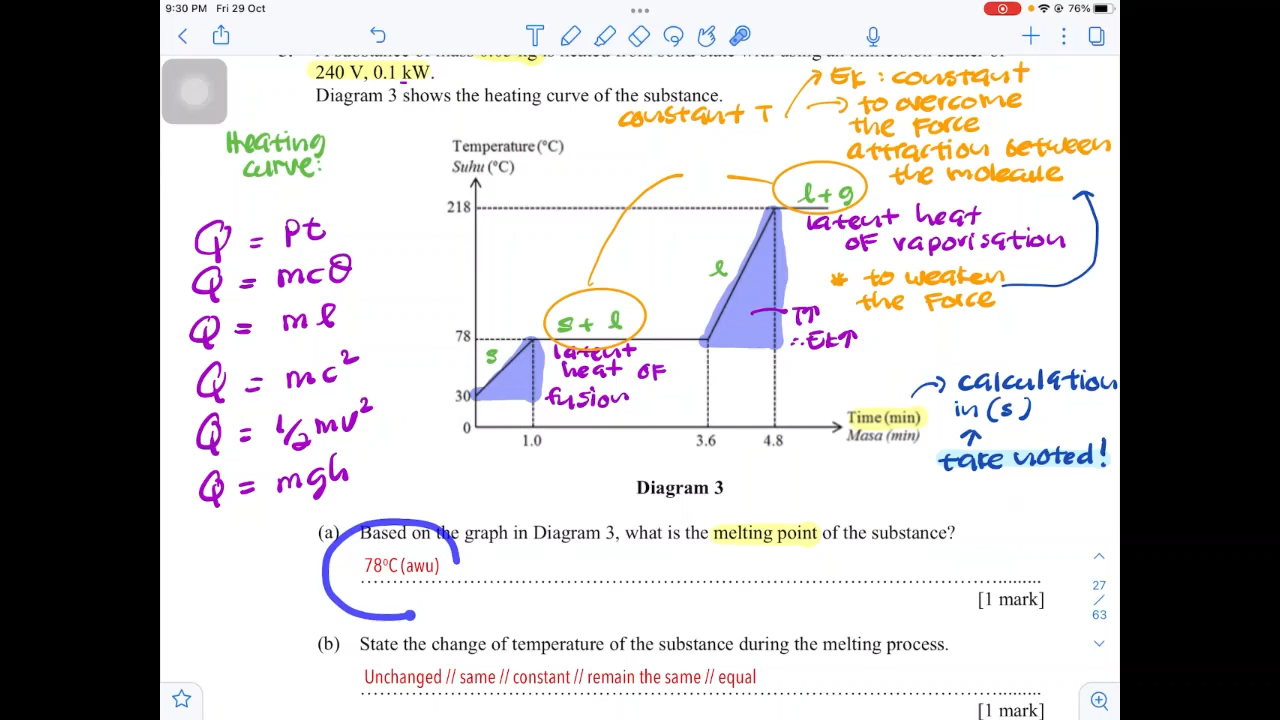 9:30 PM Fri 29 Oct
76%
240 V, 0.1 kW.
Diagram 3 shows the heating curve of the substance.
constant T
Ek : constant
to overcome
the Force
attraction between
the molecule
Heating
curve:
Temperature (°C)
Suhu (°C)
218
78
30
0
1.0
3.6
4.8
Time (min)
Masa (min)
s
s + l
l
l + g
latent
heat of
fusion
latent heat
of vaporisation
* to weaken
the Force
T↑
∴Ek↑
calculation
in (s)
take noted!
Q = Pt
Q = mcθ
Q = ml
Q = mc²
Q = 1/2mv²
Q = mgh
Diagram 3
(a) Based on the graph in Diagram 3, what is the melting point of the substance?
78°C (awu)
[1 mark]
27
/
63
(b) State the change of temperature of the substance during the melting process.
Unchanged // same // constant // remain the same // equal
[1 mark]